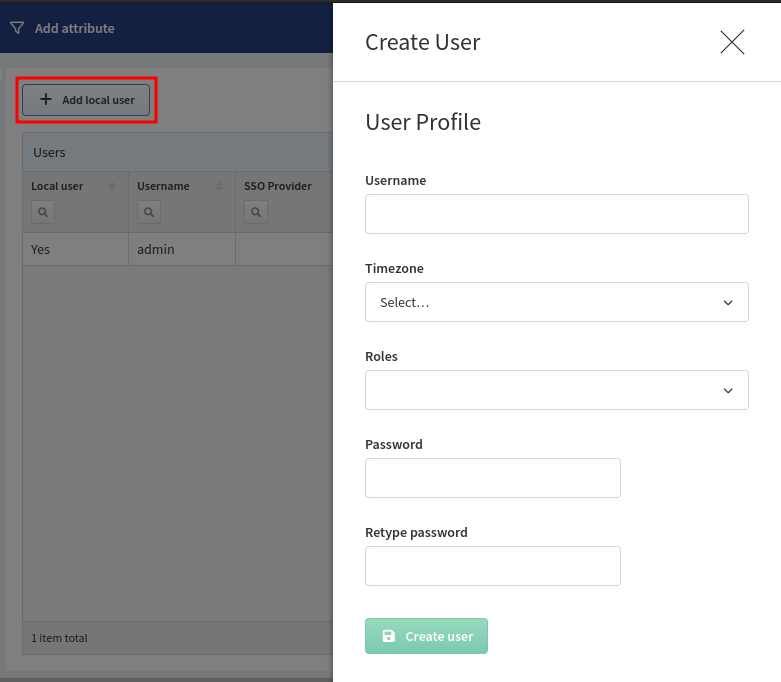 Add attribute
Add local user
Users
Local user Username SSO Provider
Yes admin
1 item total
Create User
User Profile
Username
Timezone
Select...
Roles
Password
Retype password
Create user